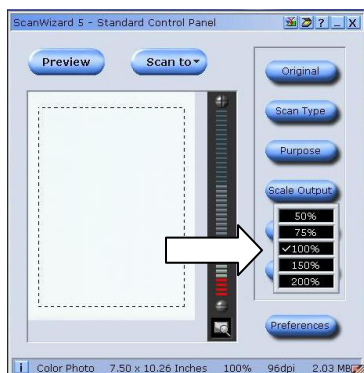 ScanWizard 5 - Standard Control Panel
Preview
Scan to
Original
Scan Type
Purpose
Scale Output
50%
75%
✓100%
150%
200%
Preferences
i Color Photo 7.50 x 10.26 Inches 100% 96dpi 2.03 MB